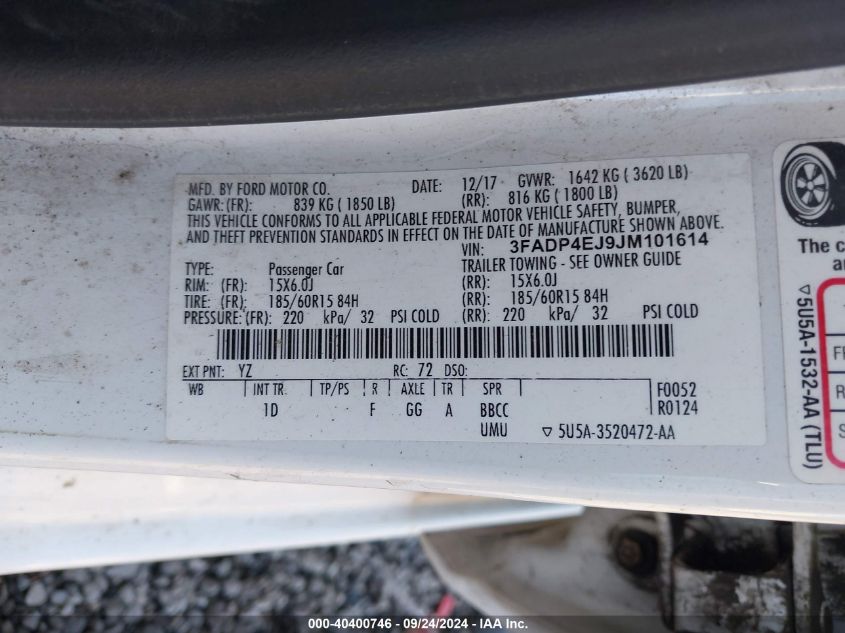 MFD. BY FORD MOTOR CO. DATE: 12/17 GVWR: 1642 KG ( 3620 LB)
GAWR:(FR): 839 KG ( 1850 LB) (RR): 816 KG ( 1800 LB)
THIS VEHICLE CONFORMS TO ALL APPLICABLE FEDERAL MOTOR VEHICLE SAFETY, BUMPER,
AND THEFT PREVENTION STANDARDS IN EFFECT ON THE DATE OF MANUFACTURE SHOWN ABOVE.
VIN: 3FADP4EJ9JM101614
TYPE: Passenger Car TRAILER TOWING - SEE OWNER GUIDE
RIM: (FR): 15X6.0J (RR): 15X6.0J
TIRE: (FR): 185/60R15 84H (RR): 185/60R15 84H
PRESSURE:(FR): 220 kPa/ 32 PSI COLD (RR): 220 kPa/ 32 PSI COLD
EXT PNT: YZ RC: 72 DSO:
WB INT TR. TP/PS R AXLE TR SPR F0052
1D F GG A BBCC R0124
UMU ▽ 5U5A-3520472-AA
The c
▽ 5U5A-1532-AA (TLU)
000-40400746 - 09/24/2024 - IAA Inc.